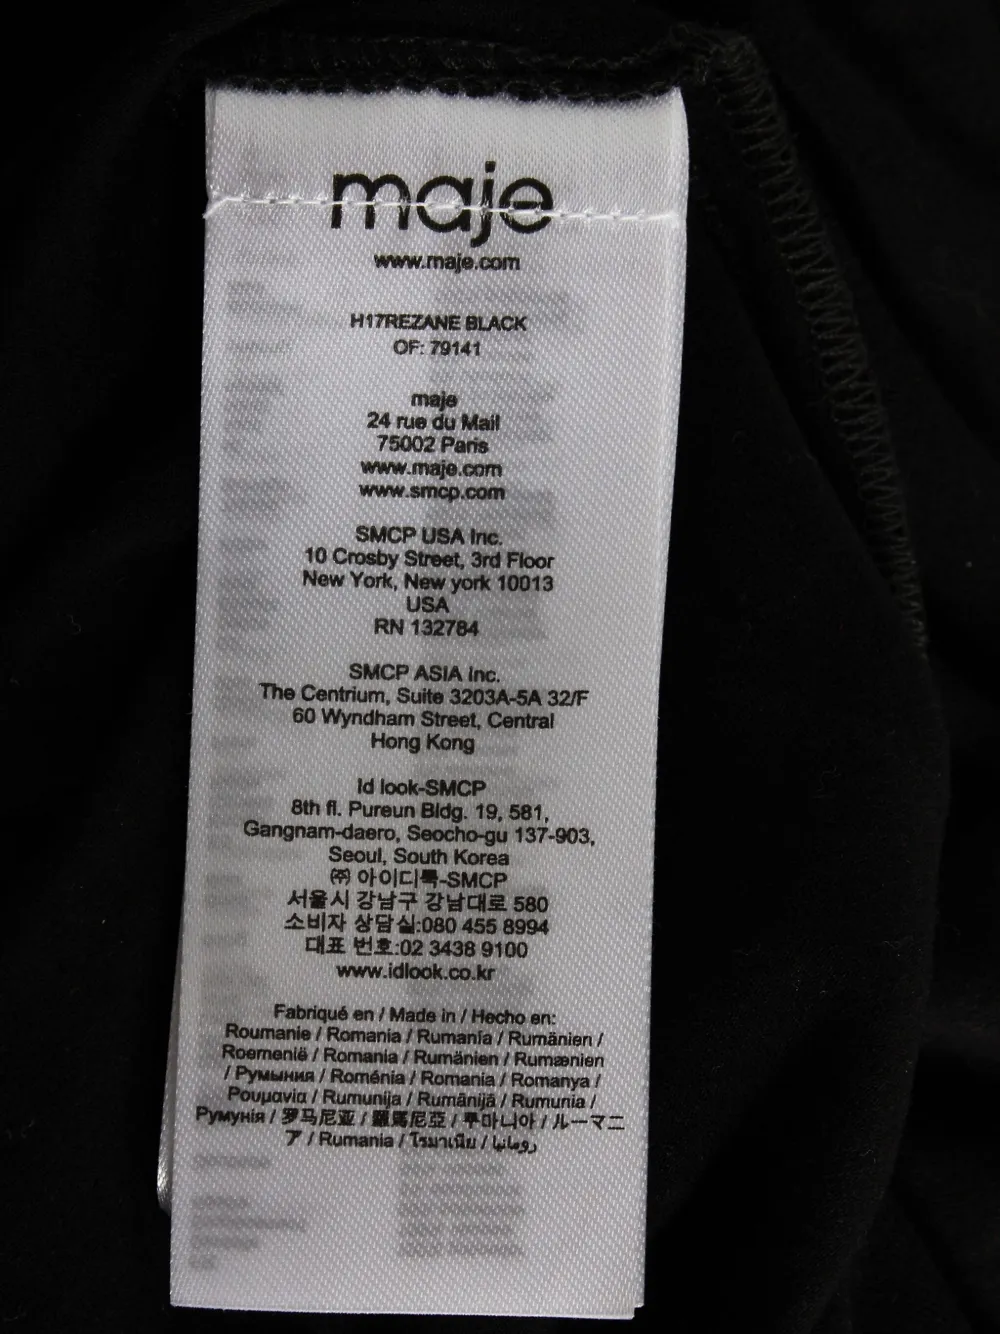 maje
www.maje.com
H17REZANE BLACK
OF: 79141
maje
24 rue du Mail
75002 Paris
www.maje.com
www.smcp.com
SMCP USA Inc.
10 Crosby Street, 3rd Floor
New York, New york 10013
USA
RN 132784
SMCP ASIA Inc.
The Centrium, Suite 3203A-5A 32/F
60 Wyndham Street, Central
Hong Kong
Id look-SMCP
8th fl. Pureun Bldg. 19, 581,
Gangnam-daero, Seocho-gu 137-903,
Seoul, South Korea
㈜ 아이디룩-SMCP
서울시 강남구 강남대로 580
소비자 상담실:080 455 8994
대표 번호:02 3438 9100
www.idlook.co.kr
Fabriqué en / Made in / Hecho en:
Roumanie / Romania / Rumanía / Rumänien /
Roemenië / Romania / Rumänien / Rumænien
/ Румыния / Roménia / Romania / Romanya /
Ρουμανία / Rumunija / Rumānijā / Rumunia /
Румунія / 罗马尼亚 / 羅馬尼亞 / 루마니아 / ルーマニ
ア / Rumania / โรมาเนีย / رومانيا